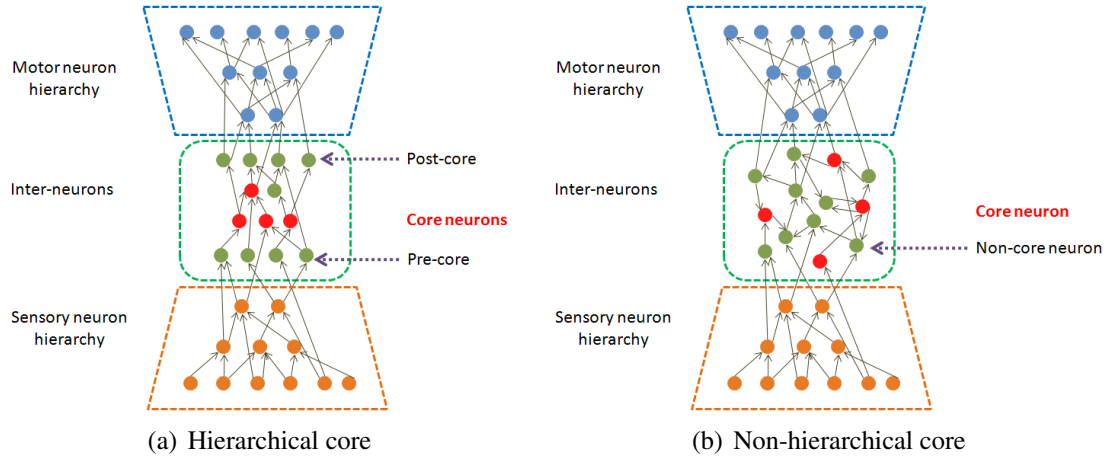 Motor neuron
hierarchy
Inter-neurons
Sensory neuron
hierarchy
Post-core
Core neurons
Pre-core
(a) Hierarchical core
Motor neuron
hierarchy
Inter-neurons
Sensory neuron
hierarchy
Core neuron
Non-core neuron
(b) Non-hierarchical core